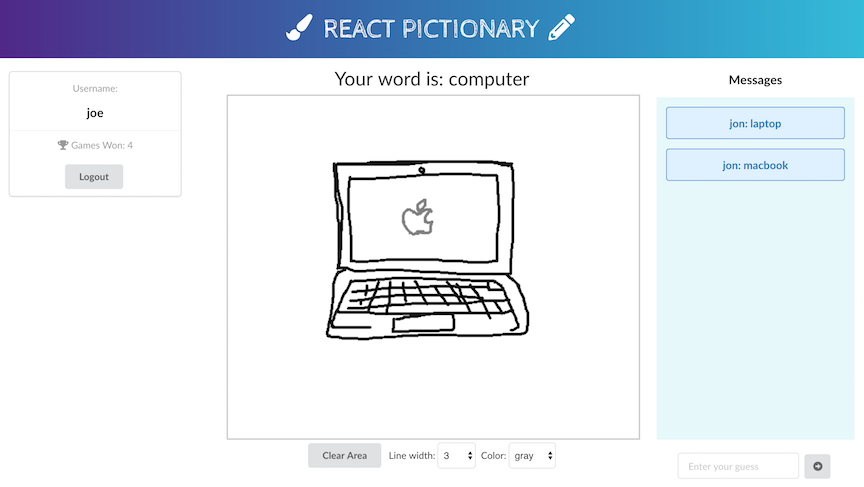 REACT PICTIONARY
Username:
joe
Games Won: 4
Logout
Your word is: computer
Clear Area
Line width: 3
Color: gray
Messages
jon: laptop
jon: macbook
Enter your guess